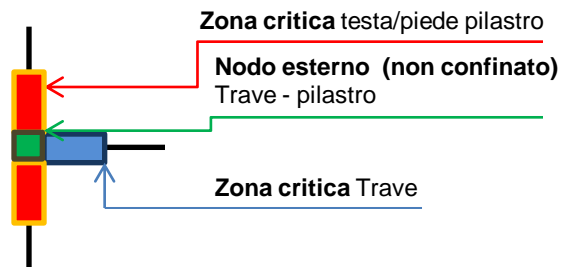 Zona critica testa/piede pilastro
Nodo esterno (non confinato)
Trave - pilastro
Zona critica Trave